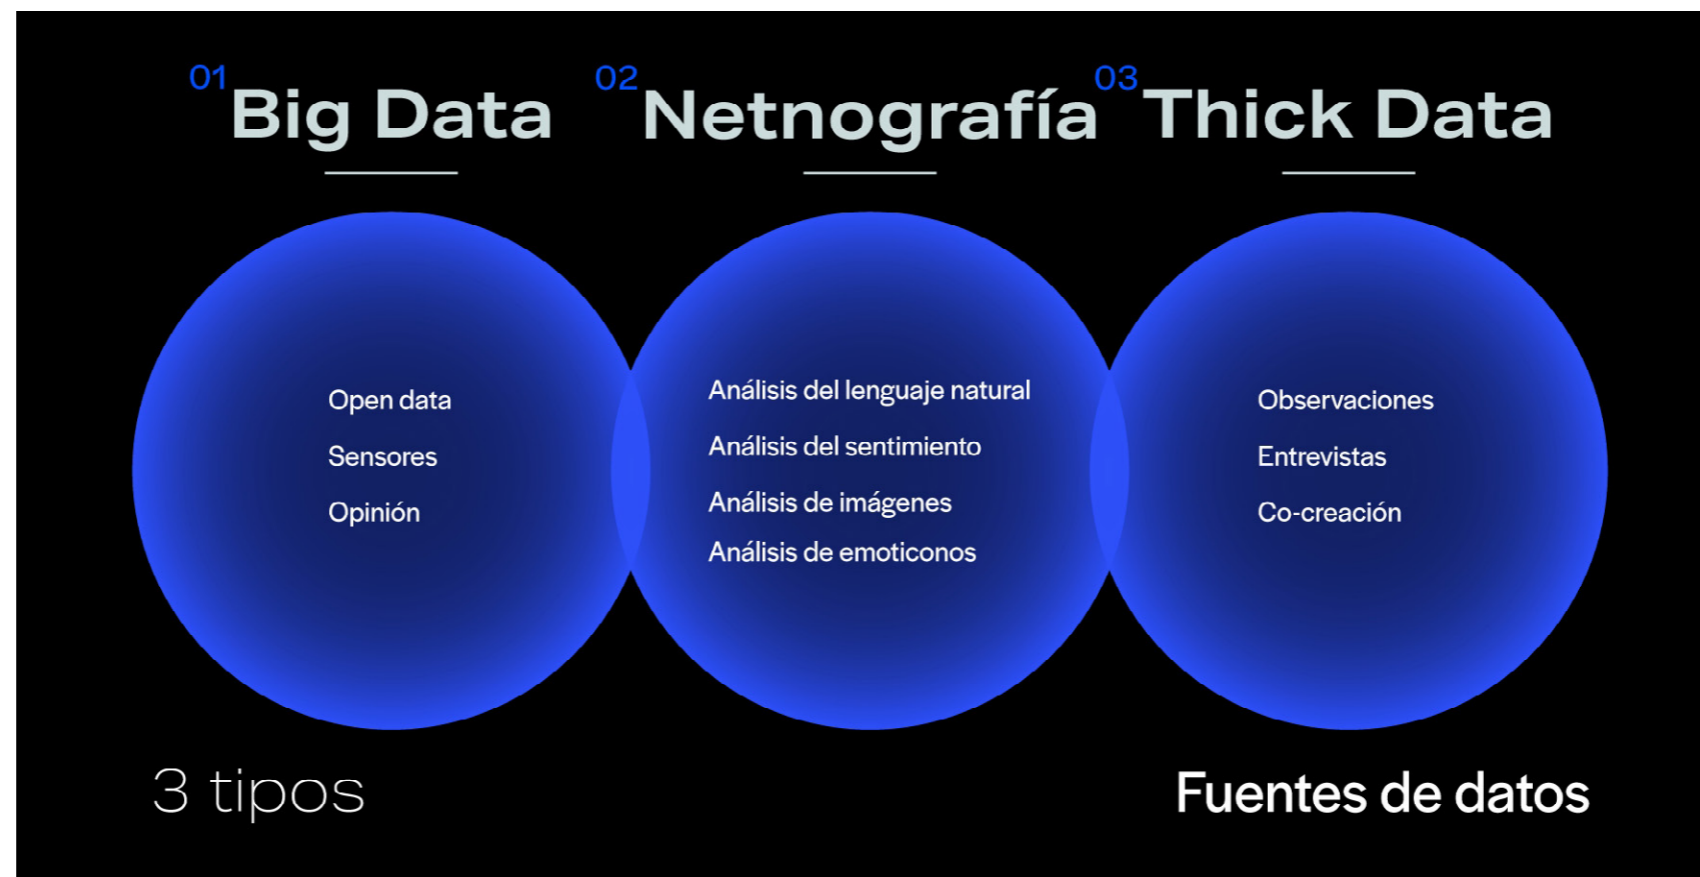 01 Big Data
Open data
Sensores
Opinión
02 Netnografía
Análisis del lenguaje natural
Análisis del sentimiento
Análisis de imágenes
Análisis de emoticonos
03 Thick Data
Observaciones
Entrevistas
Co-creación
3 tipos
Fuentes de datos